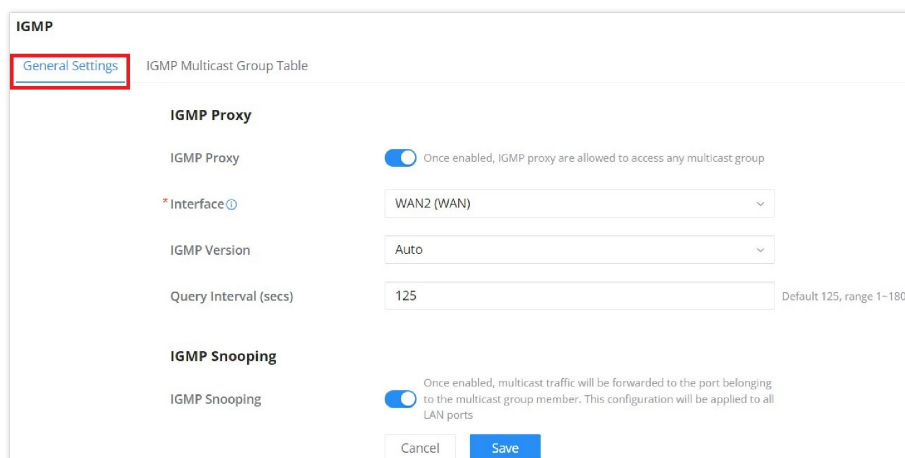 IGMP
General Settings IGMP Multicast Group Table
IGMP Proxy
IGMP Proxy Once enabled, IGMP proxy are allowed to access any multicast group
* Interface WAN2 (WAN)
IGMP Version Auto
Query Interval (secs) 125 Default 125, range 1~180
IGMP Snooping
Once enabled, multicast traffic will be forwarded to the port belonging
IGMP Snooping to the multicast group member. This configuration will be applied to all
LAN ports
Cancel Save